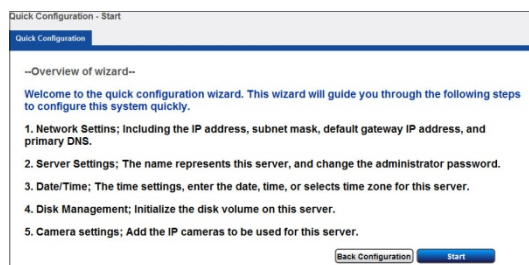 Quick Configuration - Start
Quick Configuration
--Overview of wizard--
Welcome to the quick configuration wizard. This wizard will guide you through the following steps
to configure this system quickly.
1. Network Settins; Including the IP address, subnet mask, default gateway IP address, and
primary DNS.
2. Server Settings; The name represents this server, and change the administrator password.
3. Date/Time; The time settings, enter the date, time, or selects time zone for this server.
4. Disk Management; Initialize the disk volume on this server.
5. Camera settings; Add the IP cameras to be used for this server.
Back Configuration Start